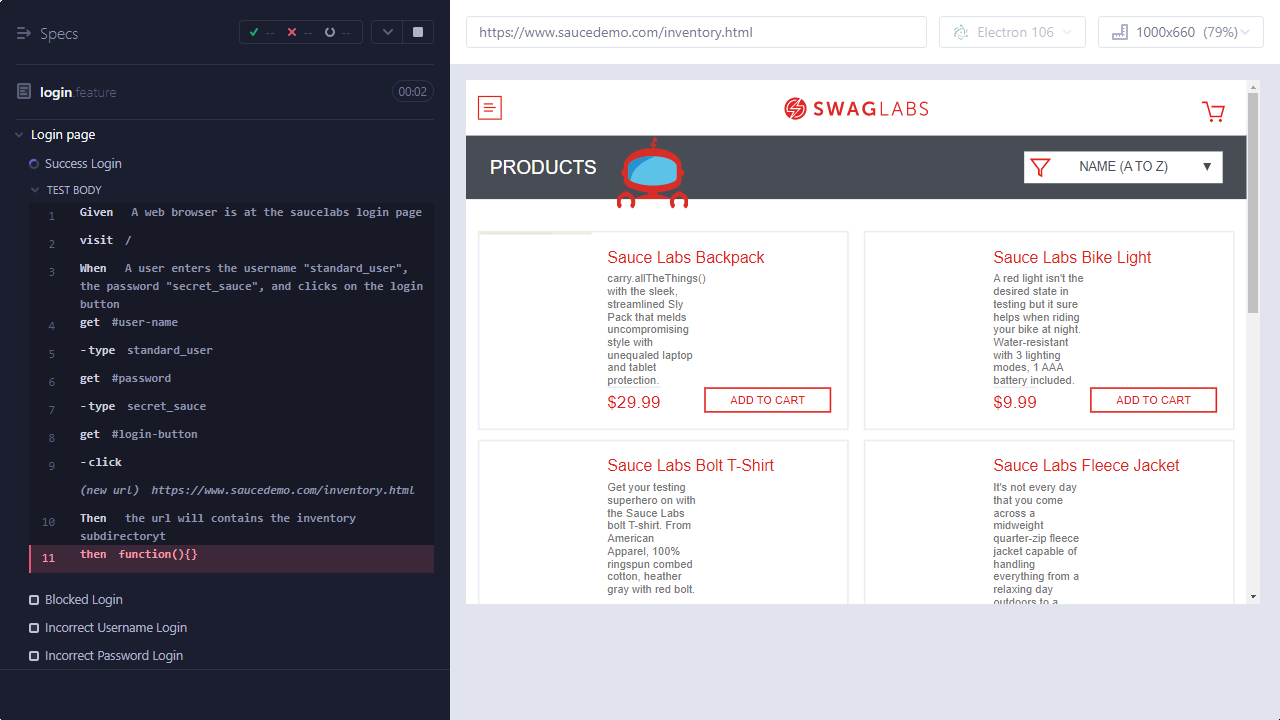 Specs
--
--
--
login.feature
00:02
Login page
Success Login
TEST BODY
1 Given A web browser is at the saucelabs login page
2 visit /
3 When A user enters the username "standard_user",
the password "secret_sauce", and clicks on the login
button
4 get #user-name
5 -type standard_user
6 get #password
7 -type secret_sauce
8 get #login-button
9 -click
(new url) https://www.saucedemo.com/inventory.html
10 Then the url will contains the inventory
subdirectoryt
11 then function(){}
Blocked Login
Incorrect Username Login
Incorrect Password Login
https://www.saucedemo.com/inventory.html
Electron 106
1000x660 (79%)
SWAGLABS
PRODUCTS
NAME (A TO Z)
Sauce Labs Backpack
carry.allTheThings()
with the sleek,
streamlined Sly
Pack that melds
uncompromising
style with
unequaled laptop
and tablet
protection.
$29.99
ADD TO CART
Sauce Labs Bike Light
A red light isn't the
desired state in
testing but it sure
helps when riding
your bike at night.
Water-resistant
with 3 lighting
modes, 1 AAA
battery included.
$9.99
ADD TO CART
Sauce Labs Bolt T-Shirt
Get your testing
superhero on with
the Sauce Labs
bolt T-shirt. From
American
Apparel, 100%
ringspun combed
cotton, heather
gray with red bolt.
Sauce Labs Fleece Jacket
It's not every day
that you come
across a
midweight
quarter-zip fleece
jacket capable of
handling
everything from a
relaxing day
outdoors to a